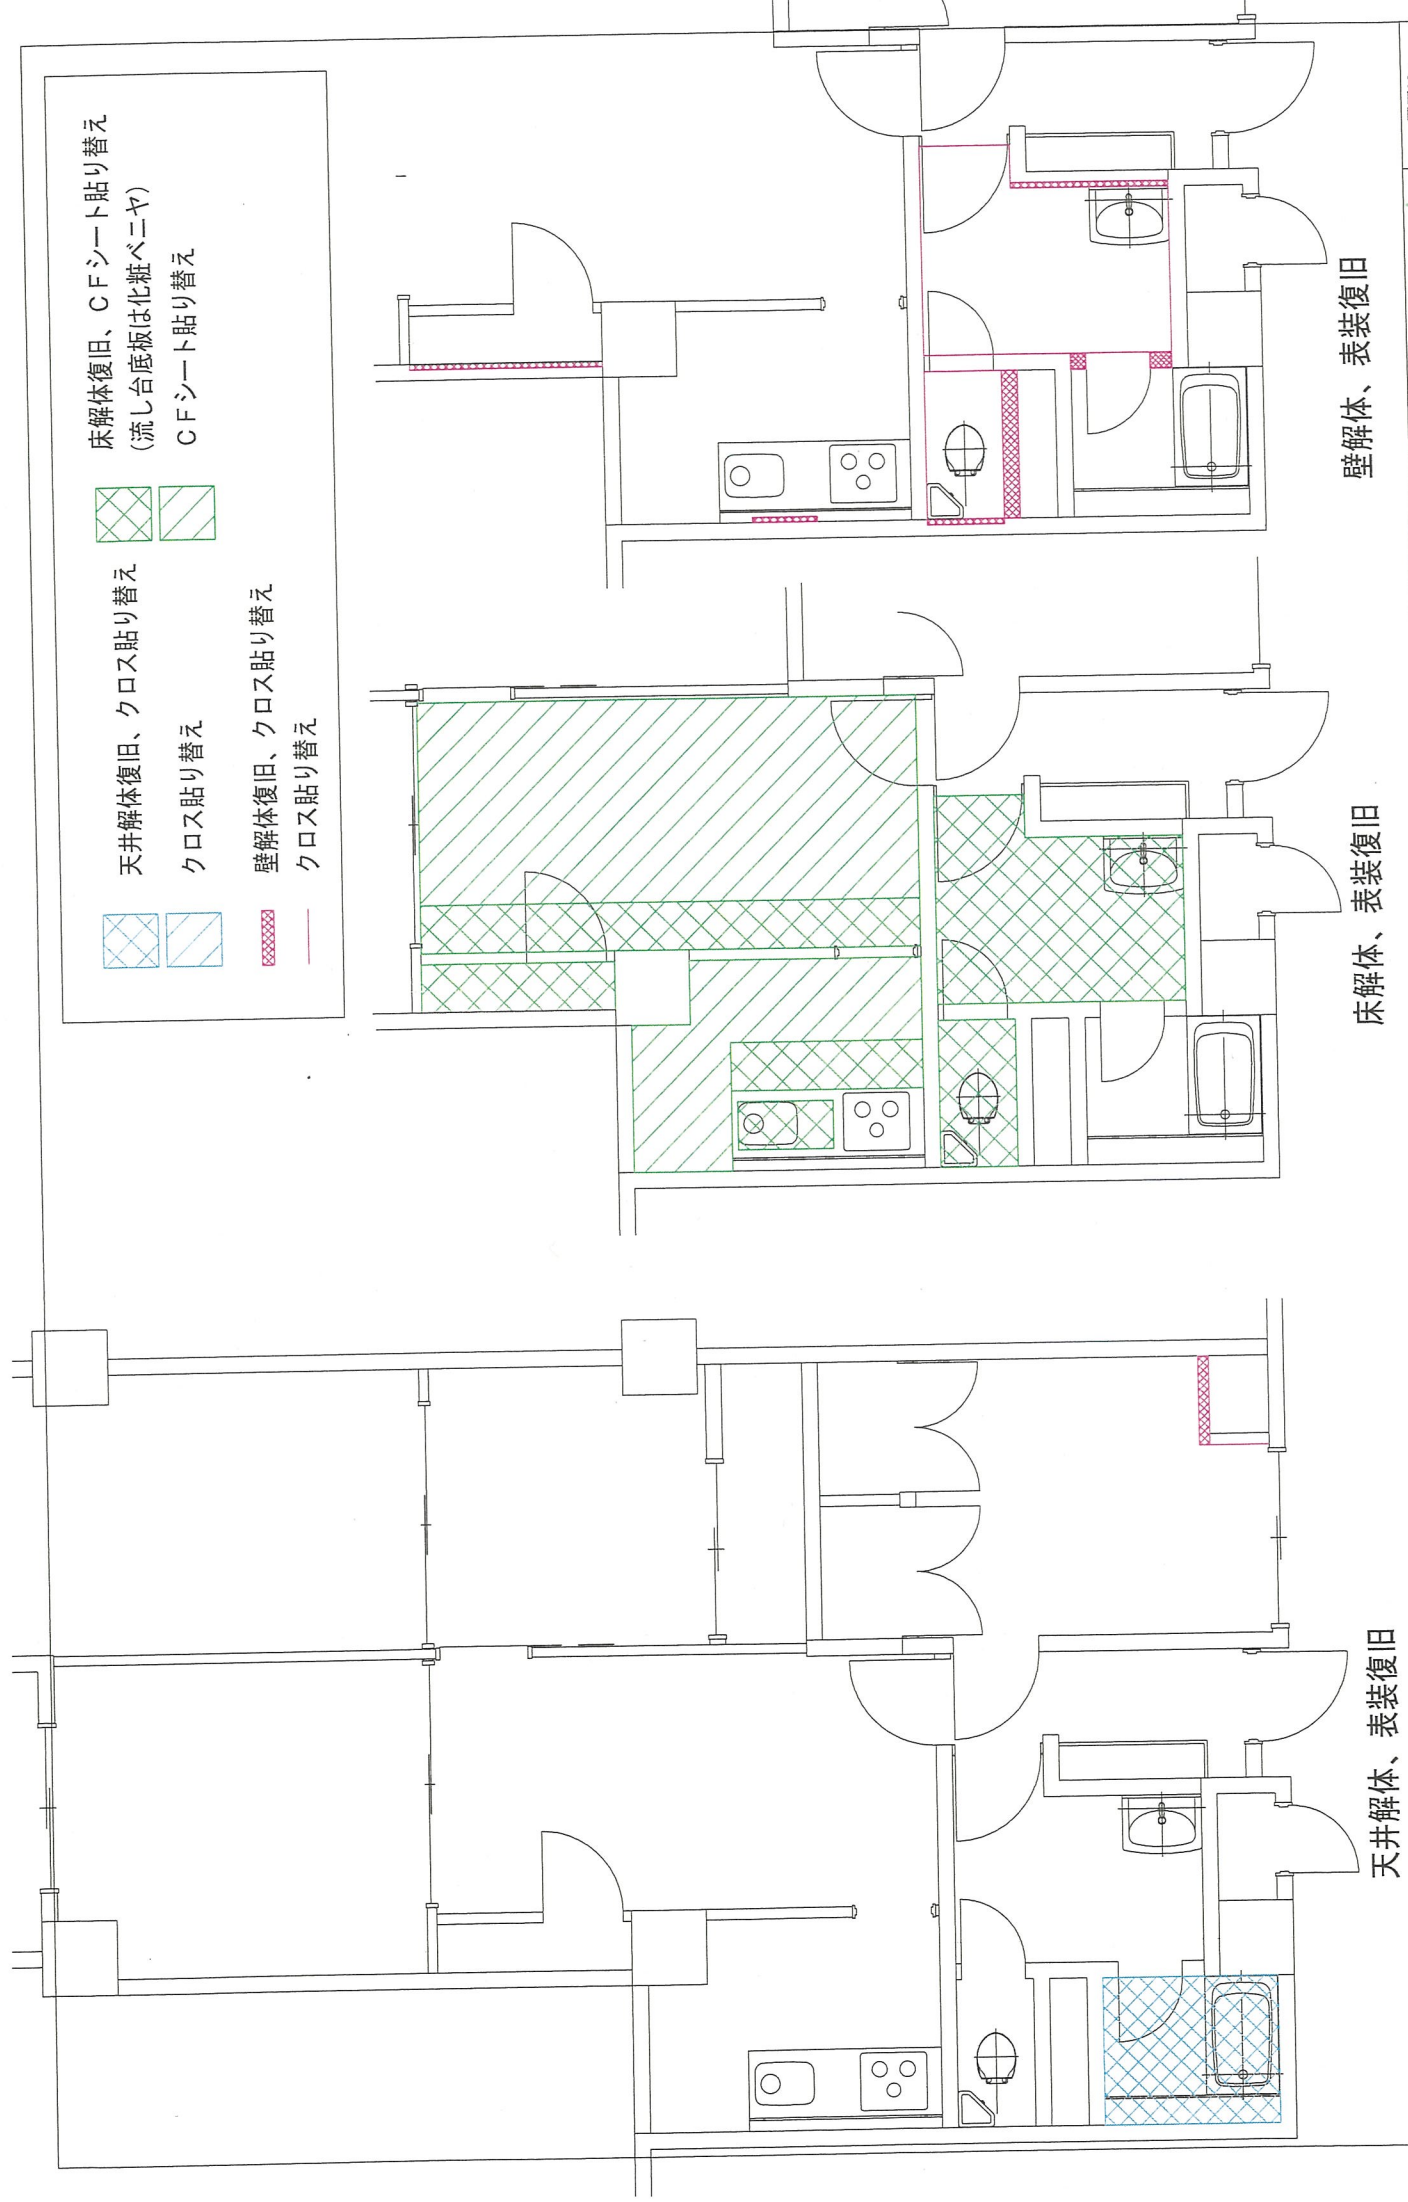 天井解体復旧、クロス貼り替え
クロス貼り替え
壁解体復旧、クロス貼り替え
クロス貼り替え
床解体復旧、ＣＦシート貼り替え
(流し台底板は化粧ベニヤ)
ＣＦシート貼り替え
天井解体、表装復旧
床解体、表装復旧
壁解体、表装復旧